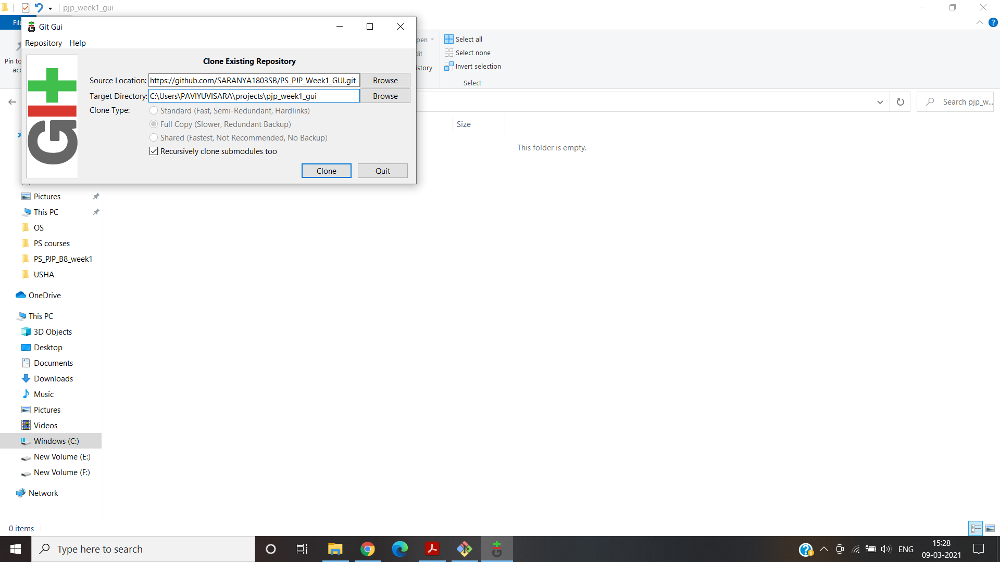 pjp_week1_gui
File
Git Gui
Repository Help
Pin to
acc
Clone Existing Repository
Source Location: https://github.com/SARANYA1803SB/PS_PJP_Week1_GUI.git Browse
Target Directory: C:\Users\PAVIYUVISARA\projects\pjp_week1_gui Browse
Clone Type:
Standard (Fast, Semi-Redundant, Hardlinks)
Full Copy (Slower, Redundant Backup)
Shared (Fastest, Not Recommended, No Backup)
Recursively clone submodules too
Clone Quit
Git
pen
dit
istory
Select all
Select none
Invert selection
Select
Search pjp_w...
Size
This folder is empty.
Pictures
This PC
OS
PS courses
PS_PJP_B8_week1
USHA
OneDrive
This PC
3D Objects
Desktop
Documents
Downloads
Music
Pictures
Videos
Windows (C:)
New Volume (E:)
New Volume (F:)
Network
0 items
Type here to search
ENG
15:28
09-03-2021